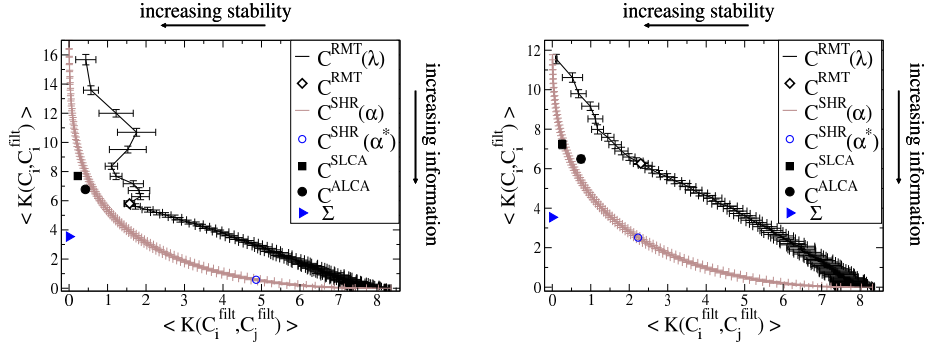 increasing stability
16
14
12
10
8
6
4
2
0
< K(C_i,C_i^filt) >
0 1 2 3 4 5 6 7 8
< K(C_i^filt,C_j^filt) >
C^RMT(λ)
C^RMT
C^SHR(α)
C^SHR(α*)
C^SLCA
C^ALCA
Σ
increasing information
increasing stability
12
10
8
6
4
2
0
< K(C_i,C_i^filt) >
0 1 2 3 4 5 6 7 8
< K(C_i^filt,C_j^filt) >
C^RMT(λ)
C^RMT
C^SHR(α)
C^SHR(α*)
C^SLCA
C^ALCA
Σ
increasing information